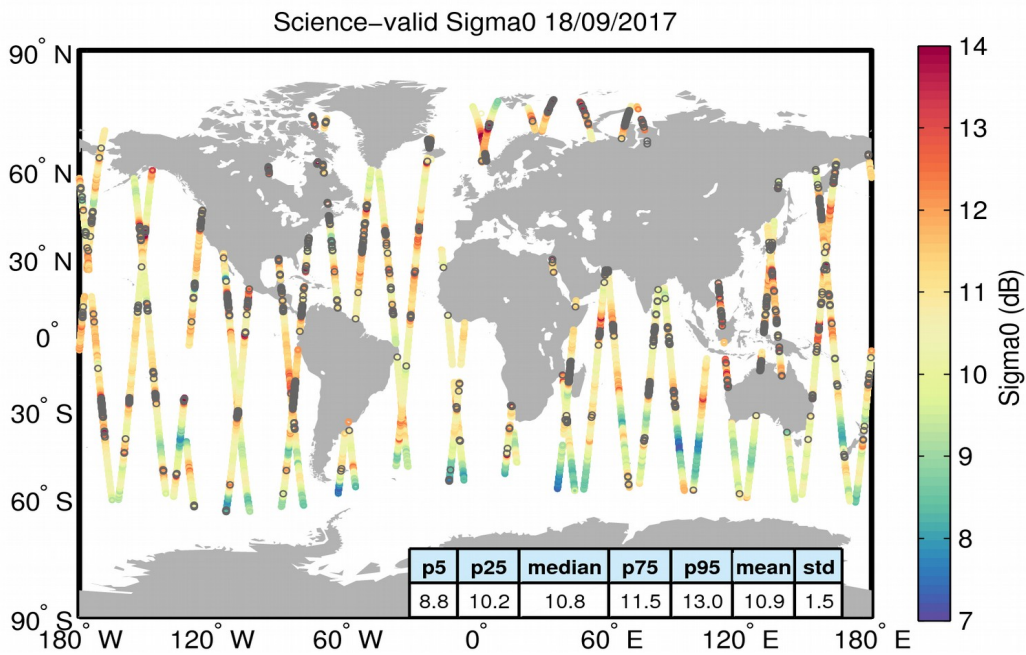 Science−valid Sigma0 18/09/2017
90° N
60° N
30° N
0°
30° S
60° S
90° S
180° W
120° W
60° W
0°
60° E
120° E
180° E
p5 p25 median p75 p95 mean std
8.8 10.2 10.8 11.5 13.0 10.9 1.5
14
13
12
11
10
9
8
7
Sigma0 (dB)